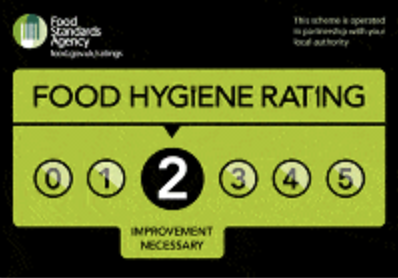 Food
Standards
Agency
food.gov.uk/ratings
This scheme is operated
in partnership with your
local authority
FOOD HYGIENE RATING
0 1 2 3 4 5
IMPROVEMENT
NECESSARY